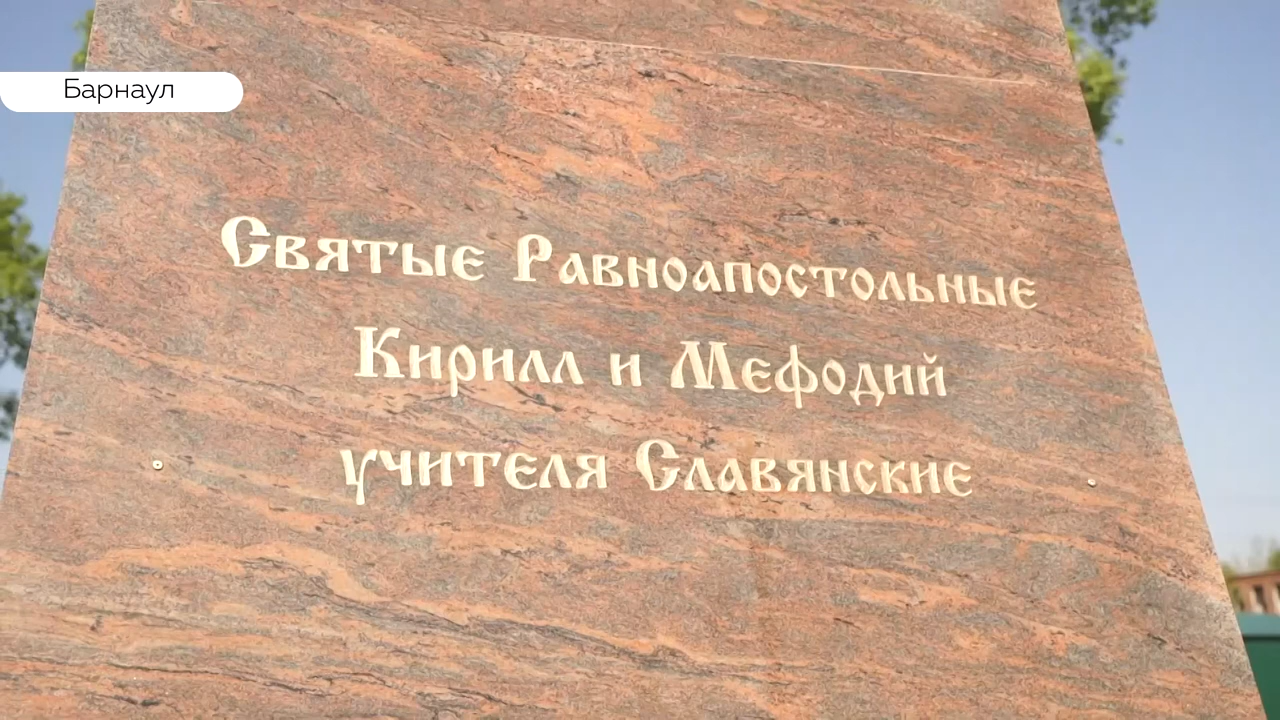 Барнаул
Святые Равноапостольные
Кирилл и Мефодий
учителя Славянские